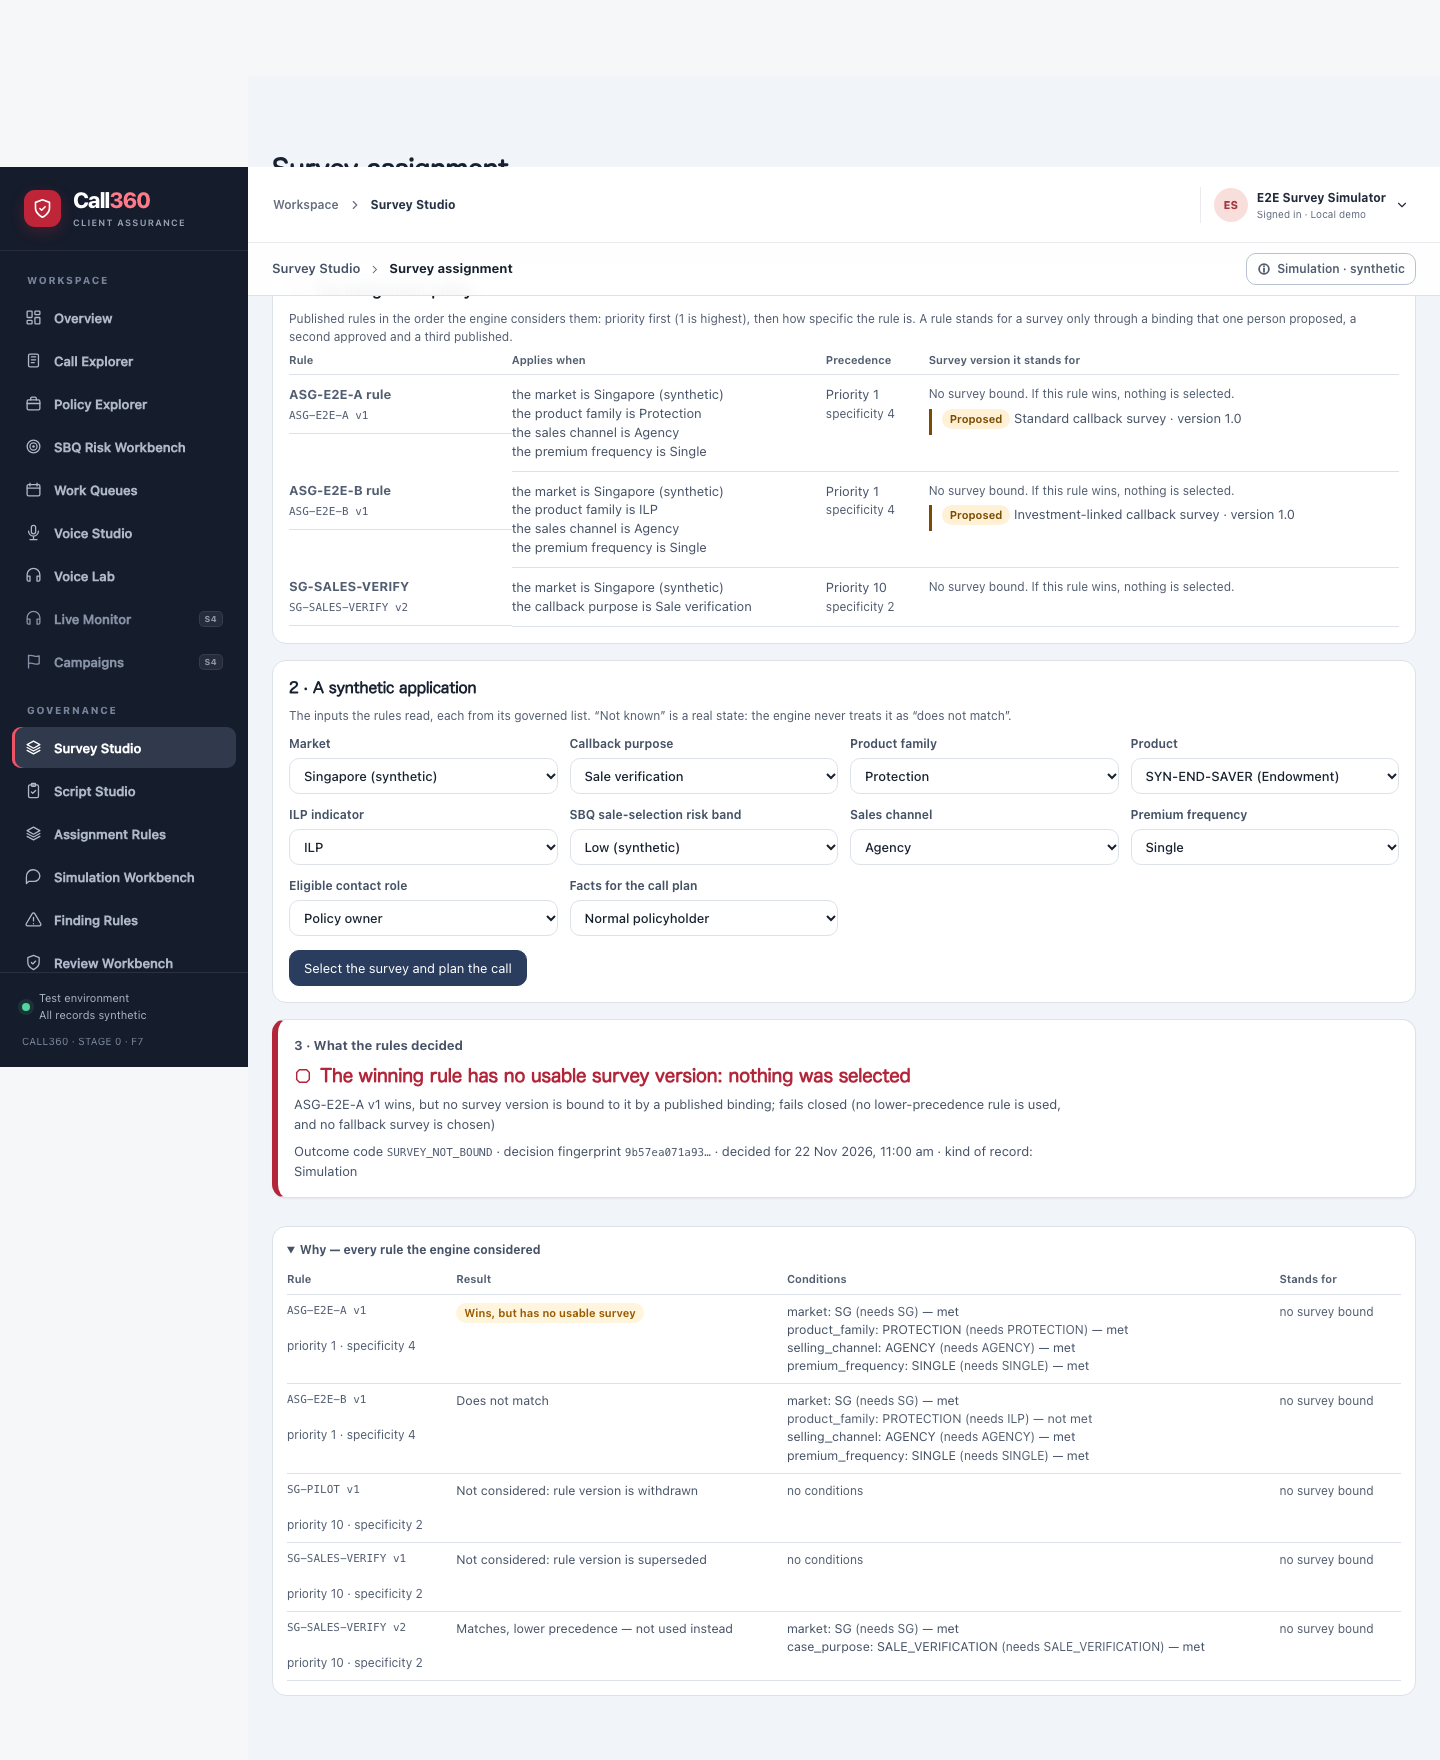 Survey assignment
Call360
CLIENT ASSURANCE
WORKSPACE
Overview
Call Explorer
Policy Explorer
SBQ Risk Workbench
Work Queues
Voice Studio
Voice Lab
Live Monitor S4
Campaigns S4
GOVERNANCE
Survey Studio
Script Studio
Assignment Rules
Simulation Workbench
Finding Rules
Review Workbench
Test environment
All records synthetic
CALL360 · STAGE 0 · F7
Workspace > Survey Studio
ES
E2E Survey Simulator
Signed in · Local demo
Survey Studio > Survey assignment
Simulation · synthetic
Published rules in the order the engine considers them: priority first (1 is highest), then how specific the rule is. A rule stands for a survey only through a binding that one person proposed, a
second approved and a third published.
Rule Applies when Precedence Survey version it stands for
ASG-E2E-A rule
ASG-E2E-A v1
the market is Singapore (synthetic)
the product family is Protection
the sales channel is Agency
the premium frequency is Single
Priority 1
specificity 4
No survey bound. If this rule wins, nothing is selected.
Proposed Standard callback survey · version 1.0
ASG-E2E-B rule
ASG-E2E-B v1
the market is Singapore (synthetic)
the product family is ILP
the sales channel is Agency
the premium frequency is Single
Priority 1
specificity 4
No survey bound. If this rule wins, nothing is selected.
Proposed Investment-linked callback survey · version 1.0
SG-SALES-VERIFY
SG-SALES-VERIFY v2
the market is Singapore (synthetic)
the callback purpose is Sale verification
Priority 10
specificity 2
No survey bound. If this rule wins, nothing is selected.
2 · A synthetic application
The inputs the rules read, each from its governed list. “Not known” is a real state: the engine never treats it as “does not match”.
Market Callback purpose Product family Product
Singapore (synthetic) Sale verification Protection SYN-END-SAVER (Endowment)
ILP indicator SBQ sale-selection risk band Sales channel Premium frequency
ILP Low (synthetic) Agency Single
Eligible contact role Facts for the call plan
Policy owner Normal policyholder
Select the survey and plan the call
3 · What the rules decided
The winning rule has no usable survey version: nothing was selected
ASG-E2E-A v1 wins, but no survey version is bound to it by a published binding; fails closed (no lower-precedence rule is used,
and no fallback survey is chosen)
Outcome code SURVEY_NOT_BOUND · decision fingerprint 9b57ea071a93… · decided for 22 Nov 2026, 11:00 am · kind of record:
Simulation
▼ Why — every rule the engine considered
Rule Result Conditions Stands for
ASG-E2E-A v1
priority 1 · specificity 4
Wins, but has no usable survey
market: SG (needs SG) — met
product_family: PROTECTION (needs PROTECTION) — met
selling_channel: AGENCY (needs AGENCY) — met
premium_frequency: SINGLE (needs SINGLE) — met
no survey bound
ASG-E2E-B v1
priority 1 · specificity 4
Does not match
market: SG (needs SG) — met
product_family: PROTECTION (needs ILP) — not met
selling_channel: AGENCY (needs AGENCY) — met
premium_frequency: SINGLE (needs SINGLE) — met
no survey bound
SG-PILOT v1
priority 10 · specificity 2
Not considered: rule version is withdrawn
no conditions
no survey bound
SG-SALES-VERIFY v1
priority 10 · specificity 2
Not considered: rule version is superseded
no conditions
no survey bound
SG-SALES-VERIFY v2
priority 10 · specificity 2
Matches, lower precedence — not used instead
market: SG (needs SG) — met
case_purpose: SALE_VERIFICATION (needs SALE_VERIFICATION) — met
no survey bound